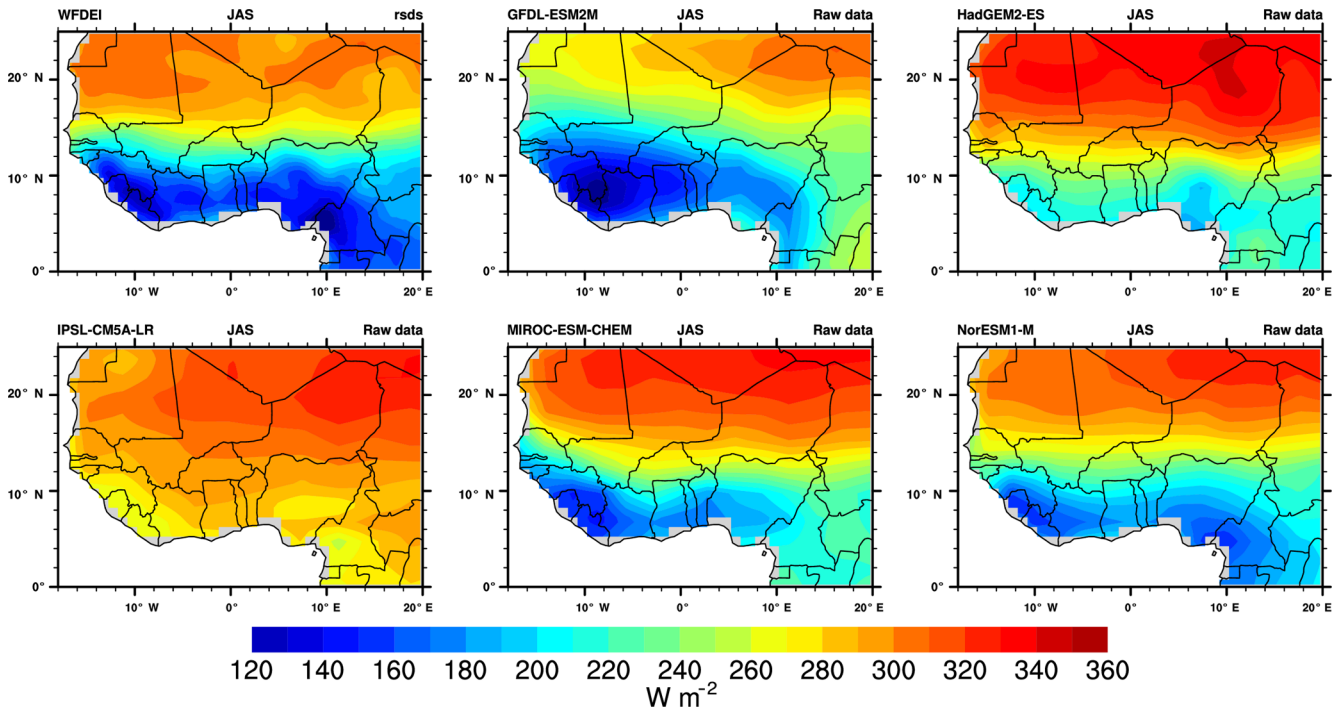 WFDEI JAS rsds
GFDL-ESM2M JAS Raw data
HadGEM2-ES JAS Raw data
20° N
10° N
0°
10° W 0° 10° E 20° E
20° N
10° N
0°
10° W 0° 10° E 20° E
20° N
10° N
0°
10° W 0° 10° E 20° E
IPSL-CM5A-LR JAS Raw data
MIROC-ESM-CHEM JAS Raw data
NorESM1-M JAS Raw data
20° N
10° N
0°
10° W 0° 10° E 20° E
20° N
10° N
0°
10° W 0° 10° E 20° E
20° N
10° N
0°
10° W 0° 10° E 20° E
120 140 160 180 200 220 240 260 280 300 320 340 360
W m⁻²